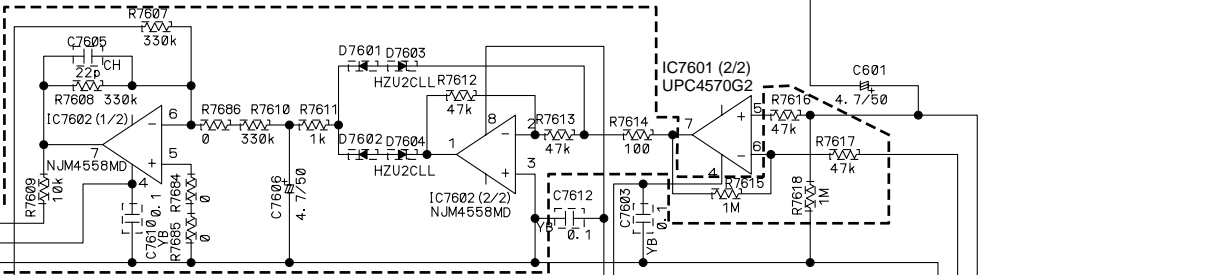 R7607
330k
C7605
CH
22p
R7608 330k
IC7602 (1/2)
6
7
5
NJM4558MD
4
R7609
10k
C7610
0.1
YB
R7684
0
R7685
0
R7686
0
R7610
330k
R7611
1k
C7606
4.7/50
D7601
D7603
HZU2CLL
D7602
D7604
HZU2CLL
R7612
47k
8
2
1
3
IC7602 (2/2)
NJM4558MD
R7613
47k
R7614
100
C7612
YB
0.1
C7603
0.1
YB
IC7601 (2/2)
UPC4570G2
7
5
6
4
R7615
1M
R7616
47k
R7617
47k
R7618
1M
C601
4.7/50